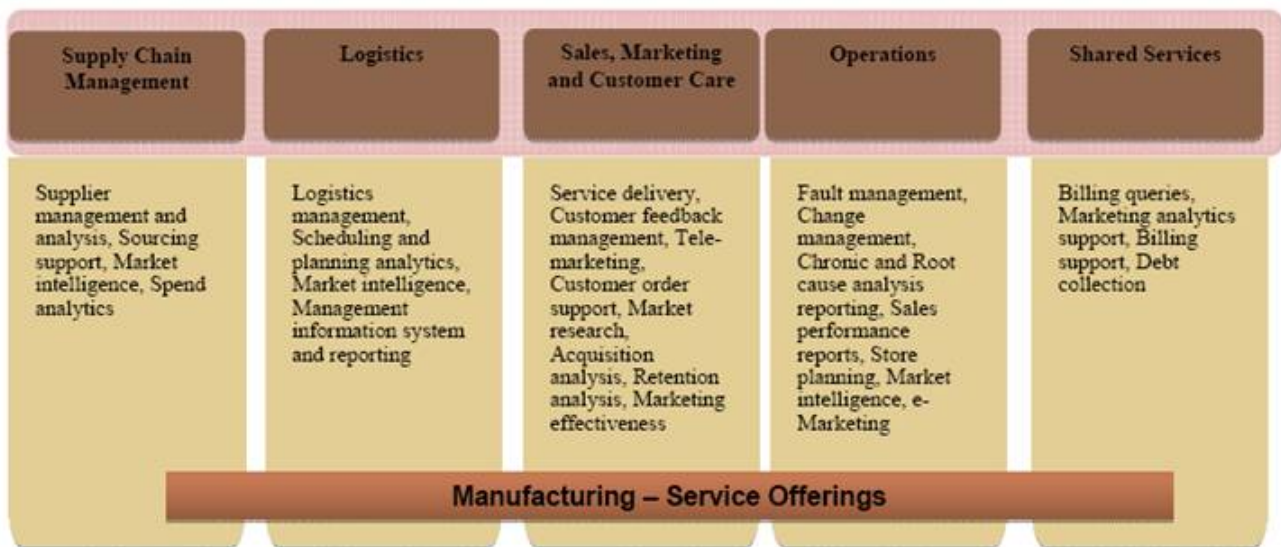 Supply Chain
Management
Logistics
Sales, Marketing
and Customer Care
Operations
Shared Services
Supplier
management and
analysis, Sourcing
support, Market
intelligence, Spend
analytics
Logistics
management,
Scheduling and
planning analytics,
Market intelligence,
Management
information system
and reporting
Service delivery,
Customer feedback
management, Tele-
marketing,
Customer order
support, Market
research,
Acquisition
analysis, Retention
analysis, Marketing
effectiveness
Fault management,
Change
management,
Chronic and Root
cause analysis
reporting, Sales
performance
reports, Store
planning, Market
intelligence, e-
Marketing
Billing queries,
Marketing analytics
support, Billing
support, Debt
collection
Manufacturing – Service Offerings